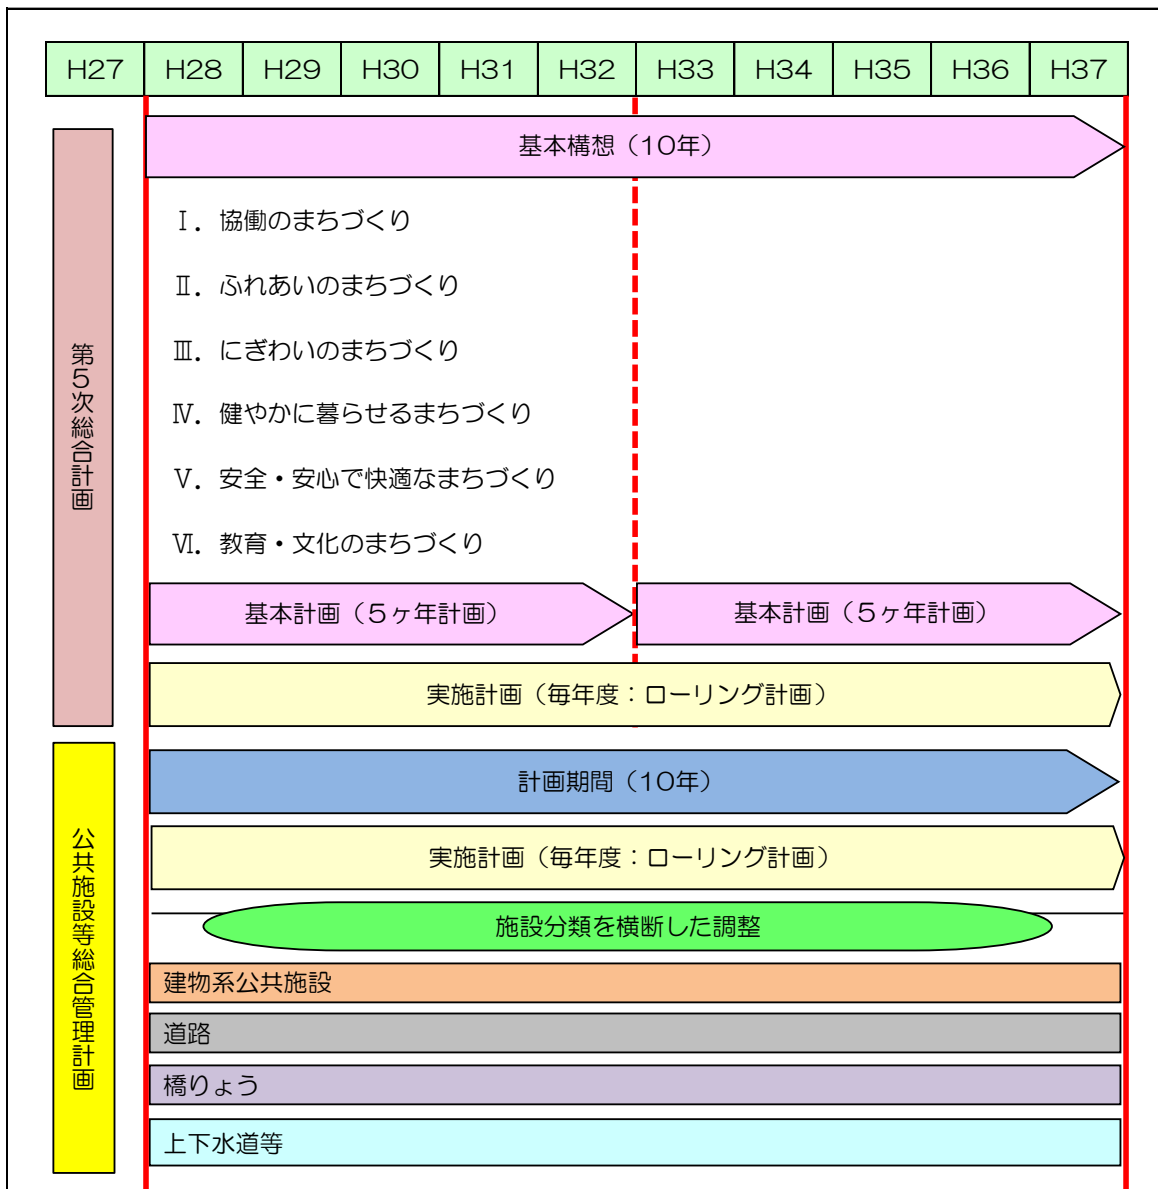 H27 H28 H29 H30 H31 H32 H33 H34 H35 H36 H37
第５次総合計画
基本構想（10年）
Ⅰ．協働のまちづくり
Ⅱ．ふれあいのまちづくり
Ⅲ．にぎわいのまちづくり
Ⅳ．健やかに暮らせるまちづくり
Ⅴ．安全・安心で快適なまちづくり
Ⅵ．教育・文化のまちづくり
基本計画（５ヶ年計画） 基本計画（５ヶ年計画）
実施計画（毎年度：ローリング計画）
公共施設等総合管理計画
計画期間（10年）
実施計画（毎年度：ローリング計画）
施設分類を横断した調整
建物系公共施設
道路
橋りょう
上下水道等